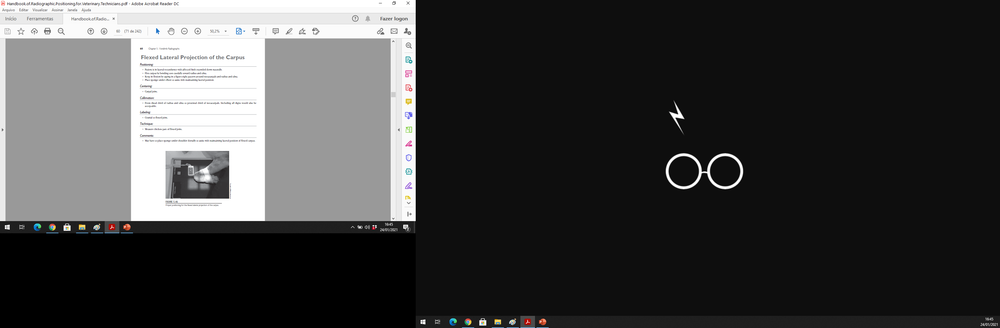 Handbook.of.Radiographic.Positioning.for.Veterinary.Technicians.pdf - Adobe Acrobat Reader DC
Arquivo Editar Visualizar Assinar Janela Ajuda
Início Ferramentas Handbook.of.Radio... × Fazer logon
60 (71 de 242) 50,2%
60 Chapter 5 : Forelimb Radiographs
Flexed Lateral Projection of the Carpus
Positioning:
• Patient is in lateral recumbency with affected limb extended down naturally.
• Flex carpus by bending toes caudally toward radius and ulna.
• Keep in flexion by taping in a figure-eight pattern around metacarpals and radius and ulna.
• Place sponge under elbow to assist with maintaining lateral position.
Centering:
• Carpal joint.
Collimation:
• From distal third of radius and ulna to proximal third of metacarpals. Including all digits would also be
acceptable.
Labeling:
• Cranial to flexed joint.
Technique:
• Measure thickest part of flexed joint.
Comments:
• May have to place sponge under shoulder dorsally to assist with maintaining lateral position of flexed carpus.
FIGURE 5-46
Proper positioning for the flexed lateral projection of the carpus.
16:45
24/01/2021
2
16:45
24/01/2021